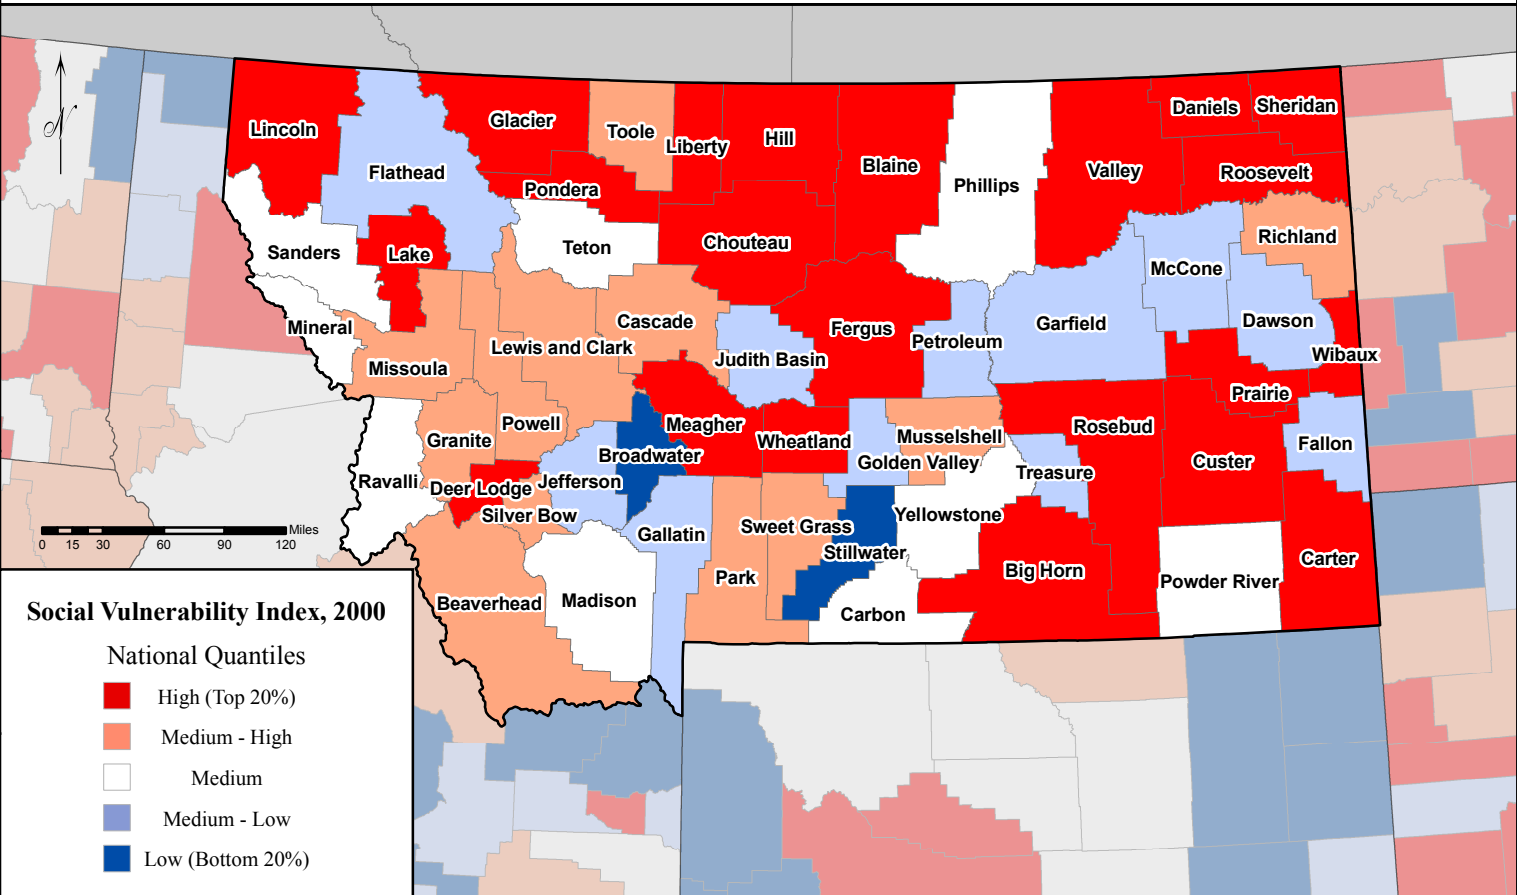 Lincoln
Flathead
Glacier
Toole
Liberty
Hill
Blaine
Phillips
Valley
Daniels
Sheridan
Roosevelt
Pondera
Sanders
Lake
Teton
Chouteau
Richland
McCone
Mineral
Cascade
Fergus
Petroleum
Garfield
Dawson
Wibaux
Missoula
Lewis and Clark
Judith Basin
Prairie
Granite
Powell
Meagher
Wheatland
Musselshell
Rosebud
Broadwater
Golden Valley
Treasure
Custer
Fallon
Ravalli
Deer Lodge
Jefferson
Silver Bow
Gallatin
Sweet Grass
Yellowstone
Stillwater
Park
Big Horn
Powder River
Carter
Beaverhead
Madison
Carbon
N
Miles
0 15 30 60 90 120
Social Vulnerability Index, 2000
National Quantiles
High (Top 20%)
Medium - High
Medium
Medium - Low
Low (Bottom 20%)